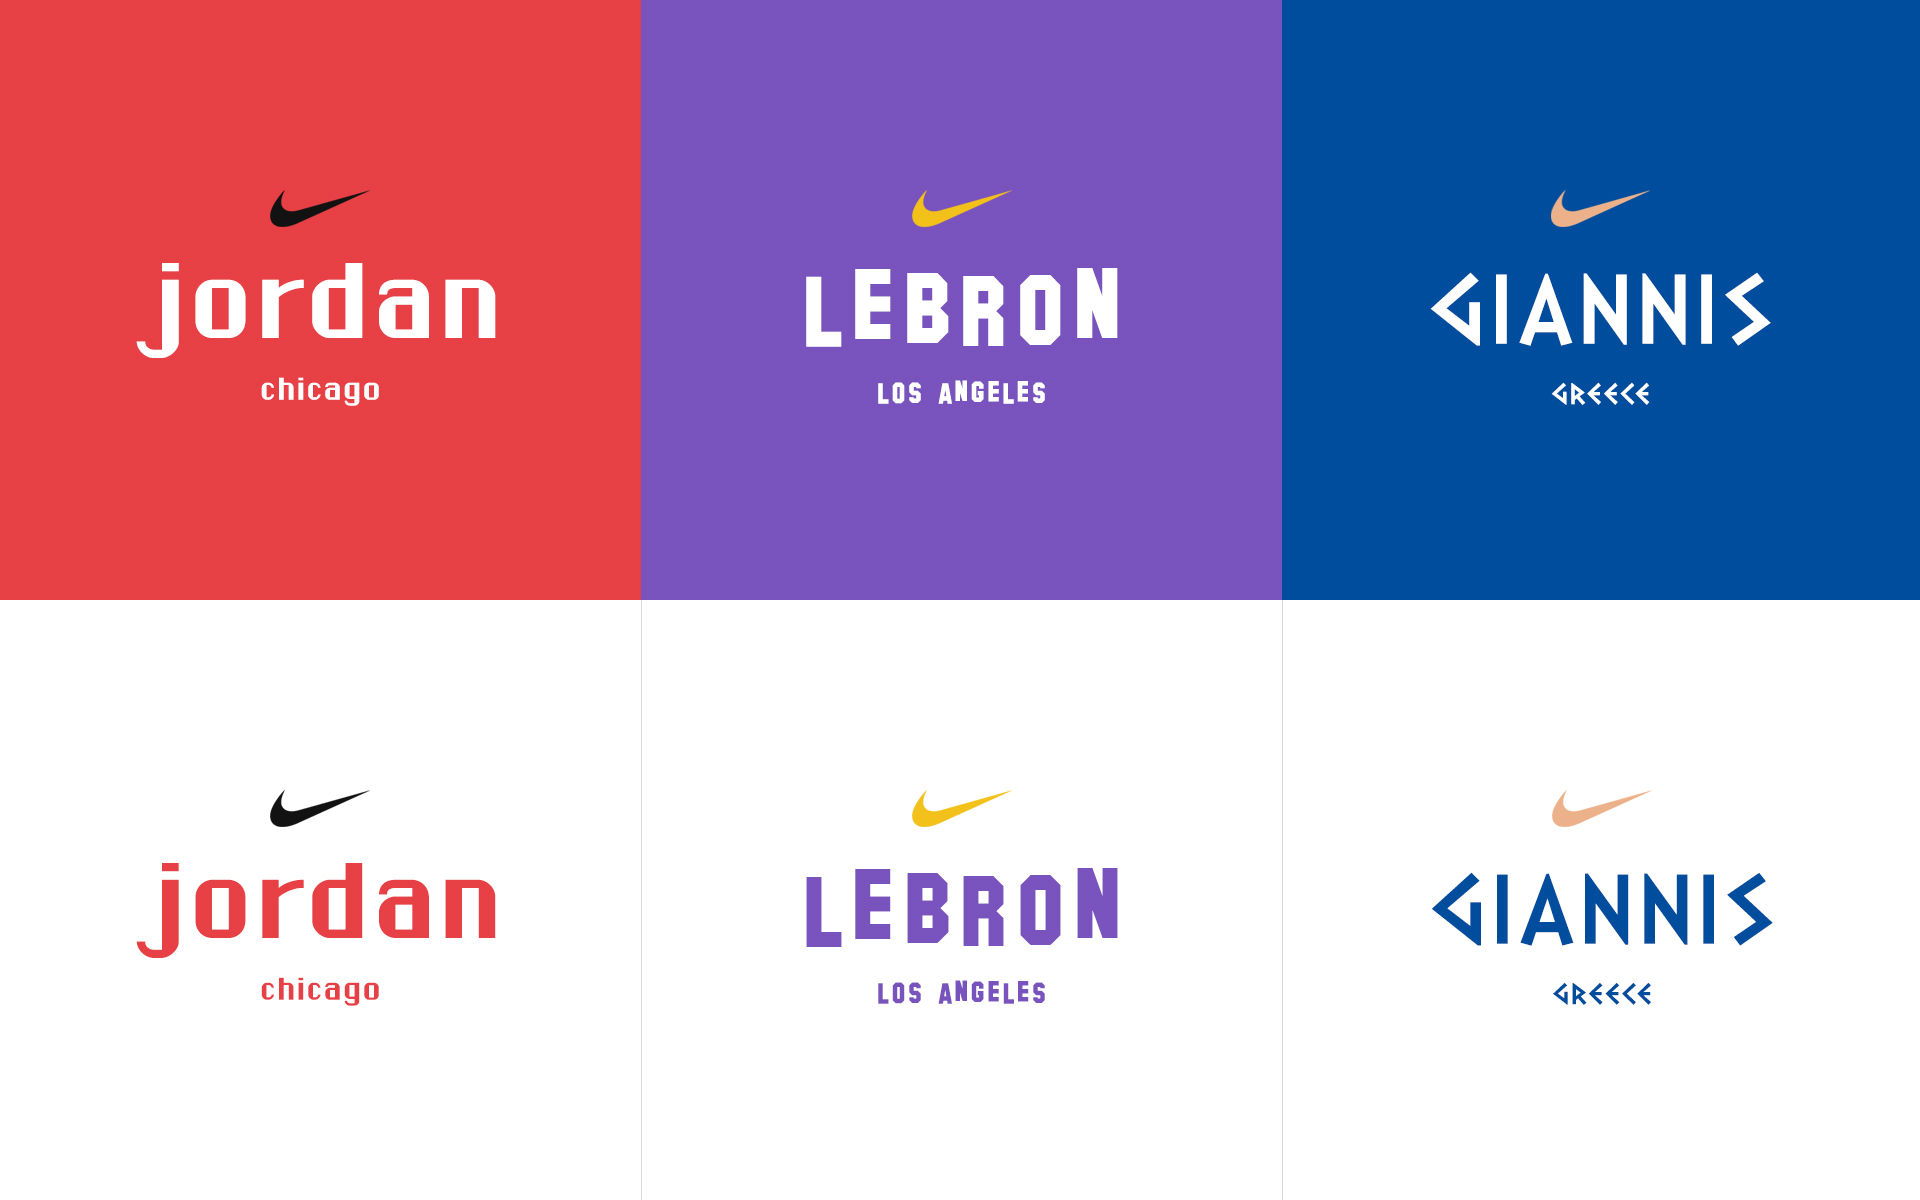 jordan
chicago
LEBRON
LOS ANGELES
GIANNIS
GREECE
jordan
chicago
LEBRON
LOS ANGELES
GIANNIS
GREECE